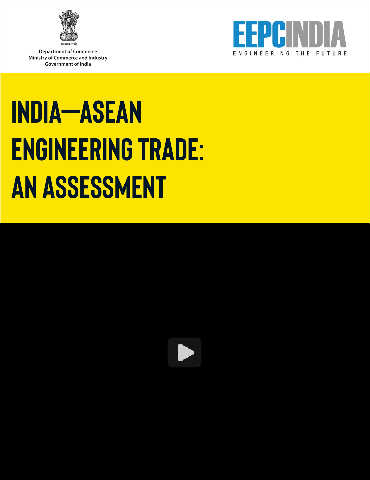 Department of Commerce
Ministry of Commerce and Industry
Government of India
EEPCINDIA
ENGINEERING THE FUTURE
INDIA—ASEAN
ENGINEERING TRADE:
AN ASSESSMENT